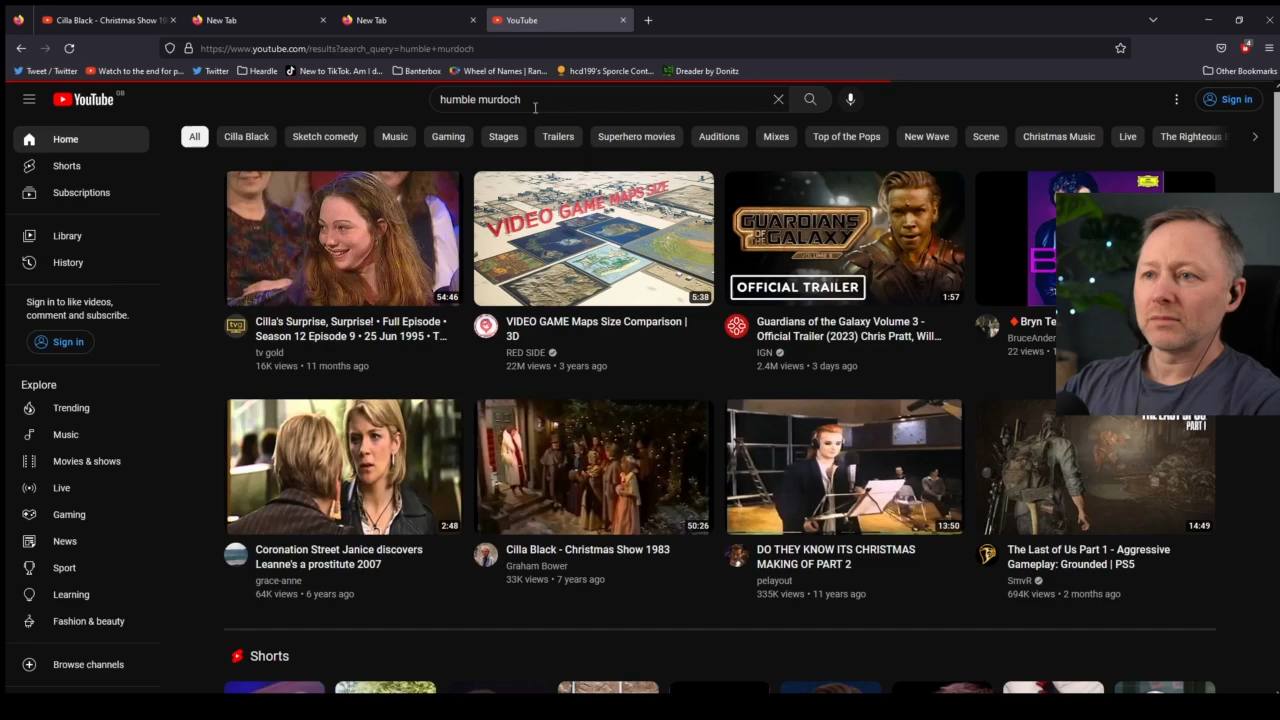 Cilla Black - Christmas Show 19
New Tab
New Tab
YouTube
https://www.youtube.com/results?search_query=humble+murdoch
4
Tweet / Twitter
Watch to the end for p...
Twitter
Heardle
New to TikTok. Am I d...
Banterbox
Wheel of Names | Ran...
hcd199's Sporcle Cont...
Dreader by Donitz
Other Bookmarks
YouTube GB
humble murdoch
Sign in
Home
Shorts
Subscriptions
Library
History
Sign in to like videos,
comment and subscribe.
Sign in
Explore
Trending
Music
Movies & shows
Live
Gaming
News
Sport
Learning
Fashion & beauty
Browse channels
All
Cilla Black
Sketch comedy
Music
Gaming
Stages
Trailers
Superhero movies
Auditions
Mixes
Top of the Pops
New Wave
Scene
Christmas Music
Live
The Righteous
54:46
tvg
Cilla's Surprise, Surprise! • Full Episode •
Season 12 Episode 9 • 25 Jun 1995 • T...
tv gold
16K views • 11 months ago
VIDEO GAME MAPS SIZE
5:38
VIDEO GAME Maps Size Comparison |
3D
RED SIDE
22M views • 3 years ago
GUARDIANS
OF THE GALAXY
OFFICIAL TRAILER
1:57
Guardians of the Galaxy Volume 3 -
Official Trailer (2023) Chris Pratt, Will...
IGN
2.4M views • 3 days ago
Bryn Te
BruceAnder
22 views • 1
2:48
Coronation Street Janice discovers
Leanne's a prostitute 2007
grace-anne
64K views • 6 years ago
50:26
Cilla Black - Christmas Show 1983
Graham Bower
33K views • 7 years ago
13:50
DO THEY KNOW ITS CHRISTMAS
MAKING OF PART 2
pelayout
335K views • 11 years ago
PART I
14:49
The Last of Us Part 1 - Aggressive
Gameplay: Grounded | PS5
SmvR
694K views • 2 months ago
Shorts